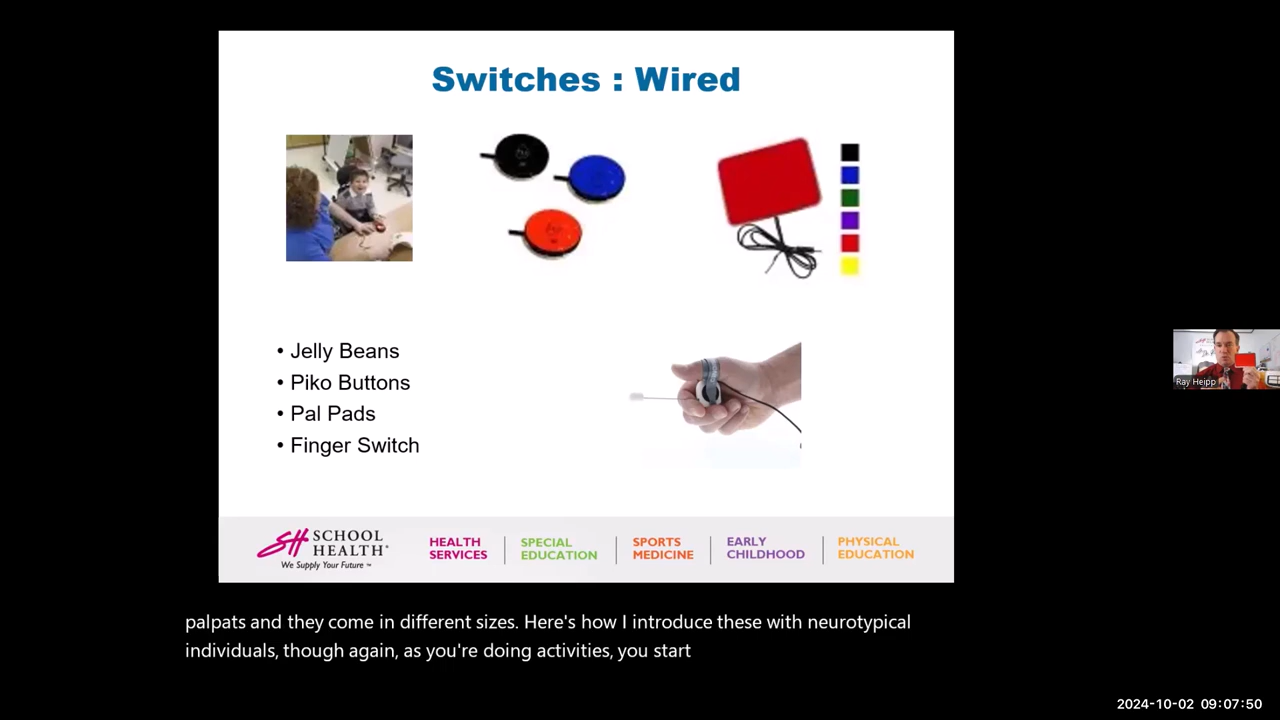 Switches : Wired
• Jelly Beans
• Piko Buttons
• Pal Pads
• Finger Switch
SH SCHOOL HEALTH®
We Supply Your Future ™
HEALTH SERVICES
SPECIAL EDUCATION
SPORTS MEDICINE
EARLY CHILDHOOD
PHYSICAL EDUCATION
Ray Heipp
palpats and they come in different sizes. Here's how I introduce these with neurotypical
individuals, though again, as you're doing activities, you start
2024-10-02 09:07:50